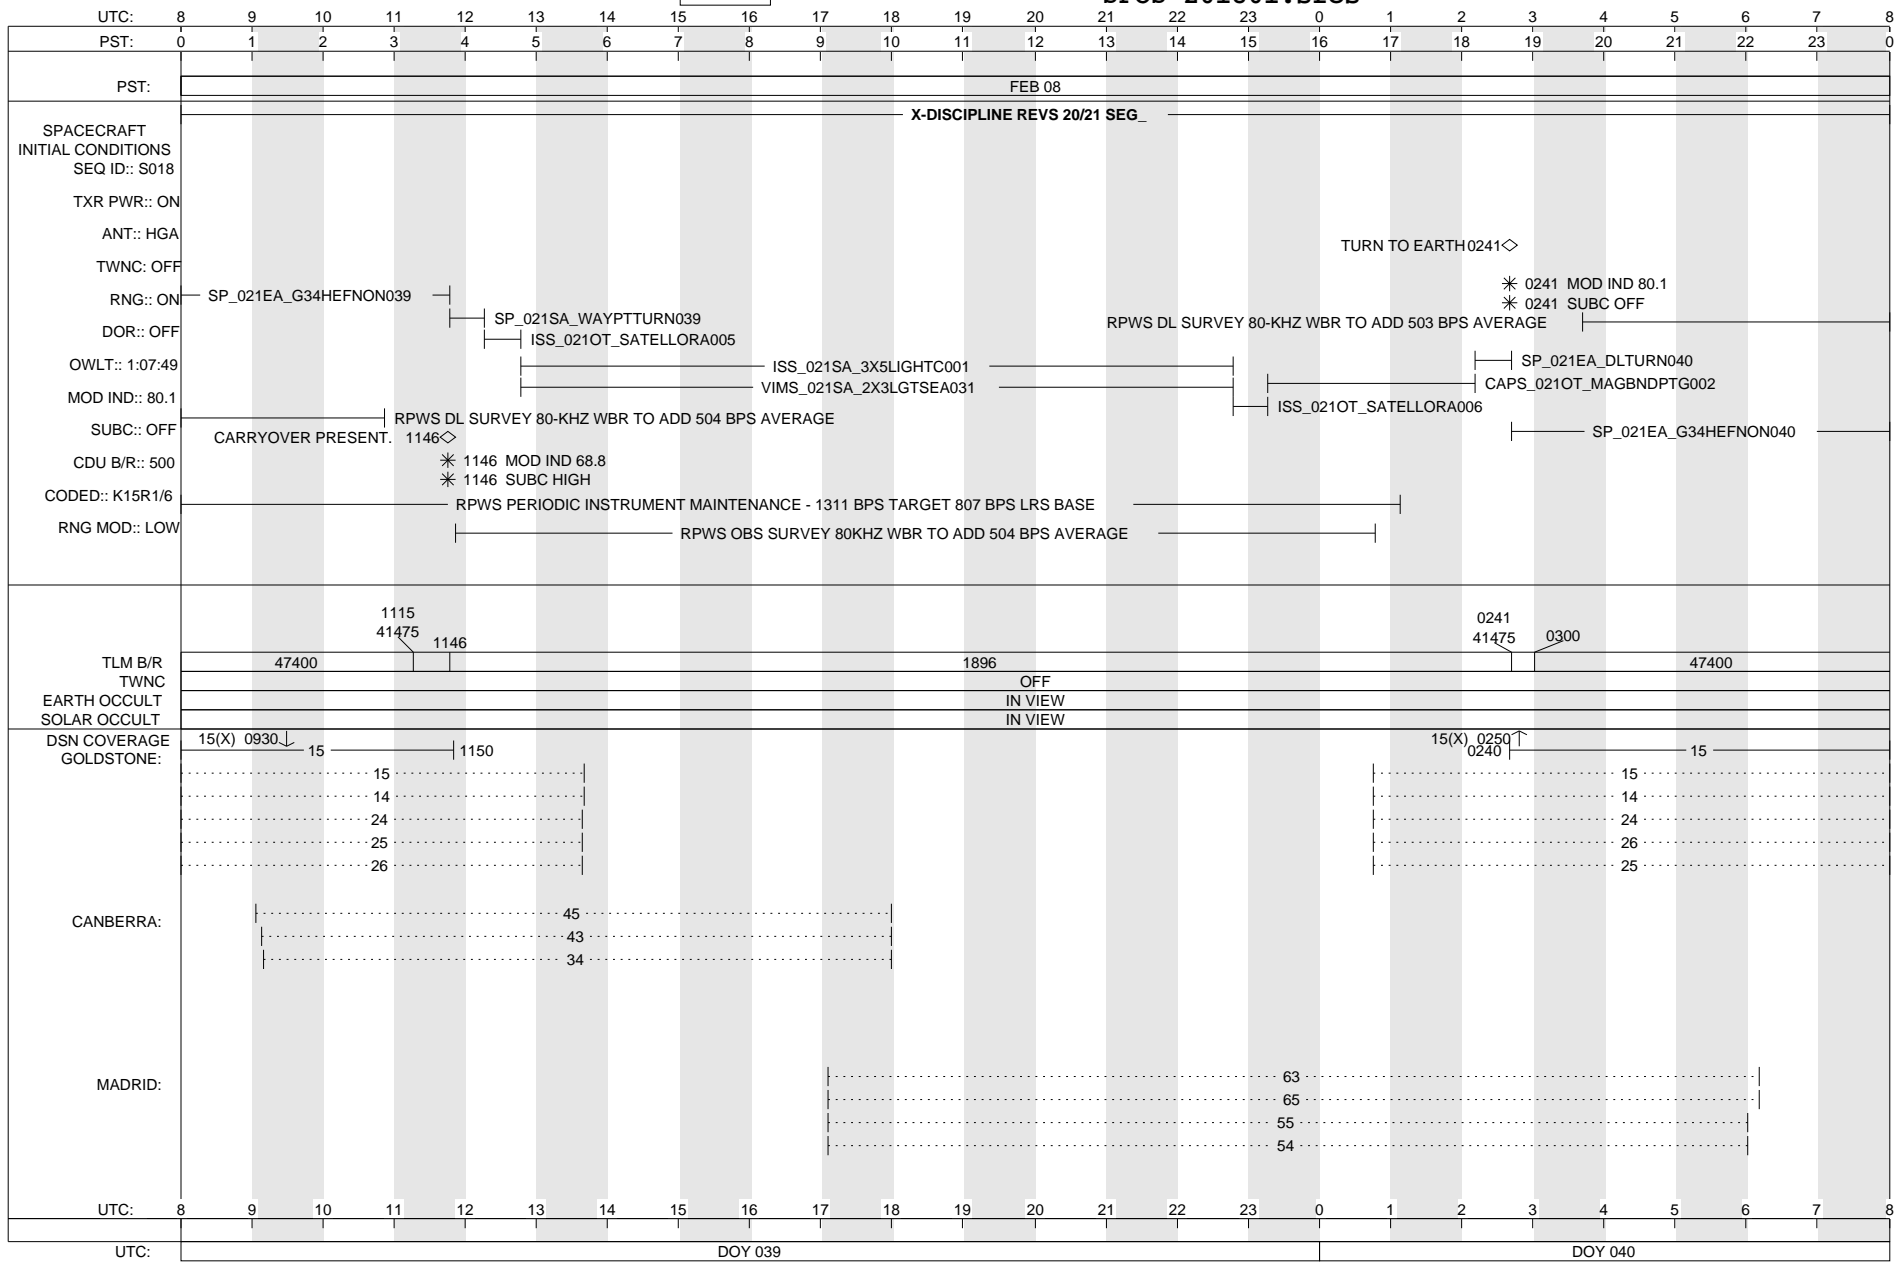 UTC: 8 9 10 11 12 13 14 15 16 17 18 19 20 21 22 23 0 1 2 3 4 5 6 7 8
PST: 0 1 2 3 4 5 6 7 8 9 10 11 12 13 14 15 16 17 18 19 20 21 22 23 0
PST: FEB 08
X-DISCIPLINE REVS 20/21 SEG_
SPACECRAFT
INITIAL CONDITIONS
SEQ ID:: S018
TXR PWR:: ON
ANT:: HGA
TURN TO EARTH 0241
TWNC: OFF
0241 MOD IND 80.1
RNG:: ON
SP_021EA_G34HEFNON039
0241 SUBC OFF
SP_021SA_WAYPTTURN039
RPWS DL SURVEY 80-KHZ WBR TO ADD 503 BPS AVERAGE
DOR:: OFF
ISS_021OT_SATELLORA005
OWLT:: 1:07:49
ISS_021SA_3X5LIGHTC001
SP_021EA_DLTURN040
VIMS_021SA_2X3LGTSEA031
CAPS_021OT_MAGBNDPTG002
MOD IND:: 80.1
ISS_021OT_SATELLORA006
RPWS DL SURVEY 80-KHZ WBR TO ADD 504 BPS AVERAGE
SUBC:: OFF
CARRYOVER PRESENT. 1146
SP_021EA_G34HEFNON040
CDU B/R:: 500
1146 MOD IND 68.8
1146 SUBC HIGH
CODED:: K15R1/6
RPWS PERIODIC INSTRUMENT MAINTENANCE - 1311 BPS TARGET 807 BPS LRS BASE
RNG MOD:: LOW
RPWS OBS SURVEY 80KHZ WBR TO ADD 504 BPS AVERAGE
1115
41475
1146
0241
41475
0300
TLM B/R 47400 1896 47400
TWNC OFF
EARTH OCCULT IN VIEW
SOLAR OCCULT IN VIEW
DSN COVERAGE
15(X) 0930
15(X) 0250
GOLDSTONE:
15 1150
0240 15
15 15
14 14
24 24
25 26
26 25
CANBERRA:
45
43
34
MADRID:
63
65
55
54
UTC: 8 9 10 11 12 13 14 15 16 17 18 19 20 21 22 23 0 1 2 3 4 5 6 7 8
UTC: DOY 039 DOY 040